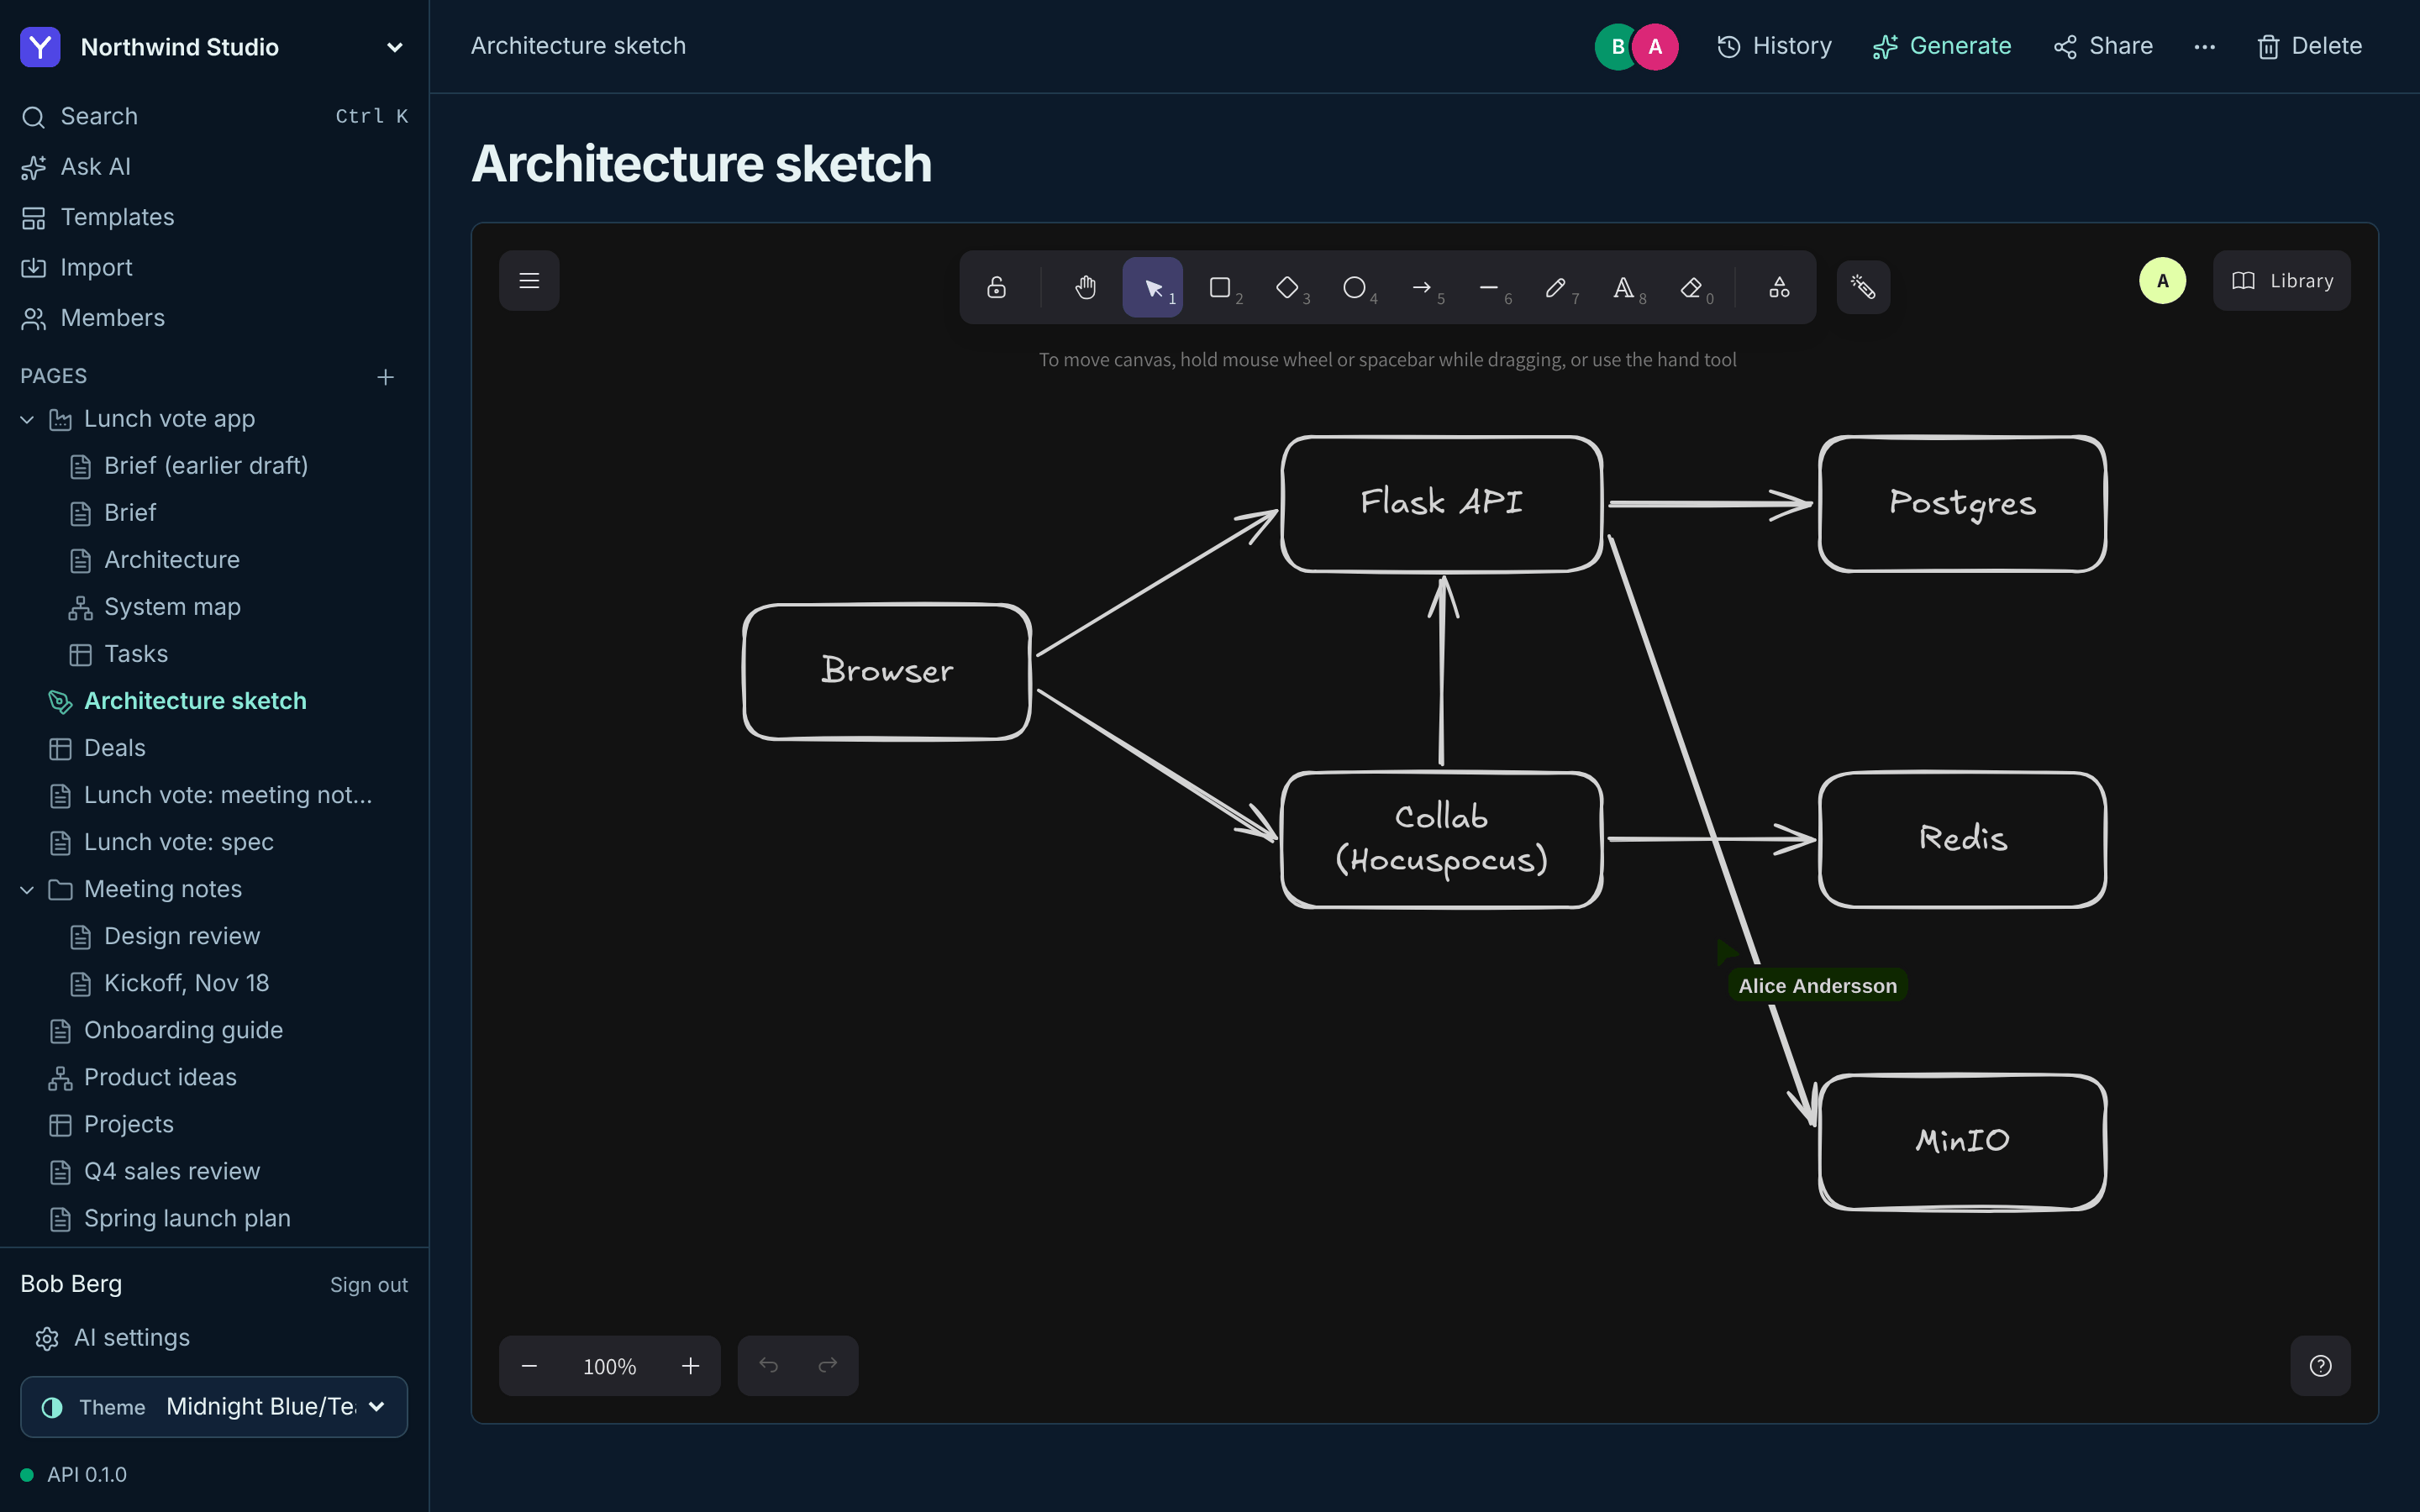 Y
Northwind Studio
Search Ctrl K
Ask AI
Templates
Import
Members
PAGES
Lunch vote app
Brief (earlier draft)
Brief
Architecture
System map
Tasks
Architecture sketch
Deals
Lunch vote: meeting not...
Lunch vote: spec
Meeting notes
Design review
Kickoff, Nov 18
Onboarding guide
Product ideas
Projects
Q4 sales review
Spring launch plan
Bob Berg Sign out
AI settings
Theme Midnight Blue/Tea
API 0.1.0
Architecture sketch
B A History Generate Share ... Delete
Architecture sketch
1 2 3 4 5 6 7 A 8 0
A Library
To move canvas, hold mouse wheel or spacebar while dragging, or use the hand tool
Flask API
Postgres
Browser
Collab
(Hocuspocus)
Redis
Alice Andersson
MinIO
100%